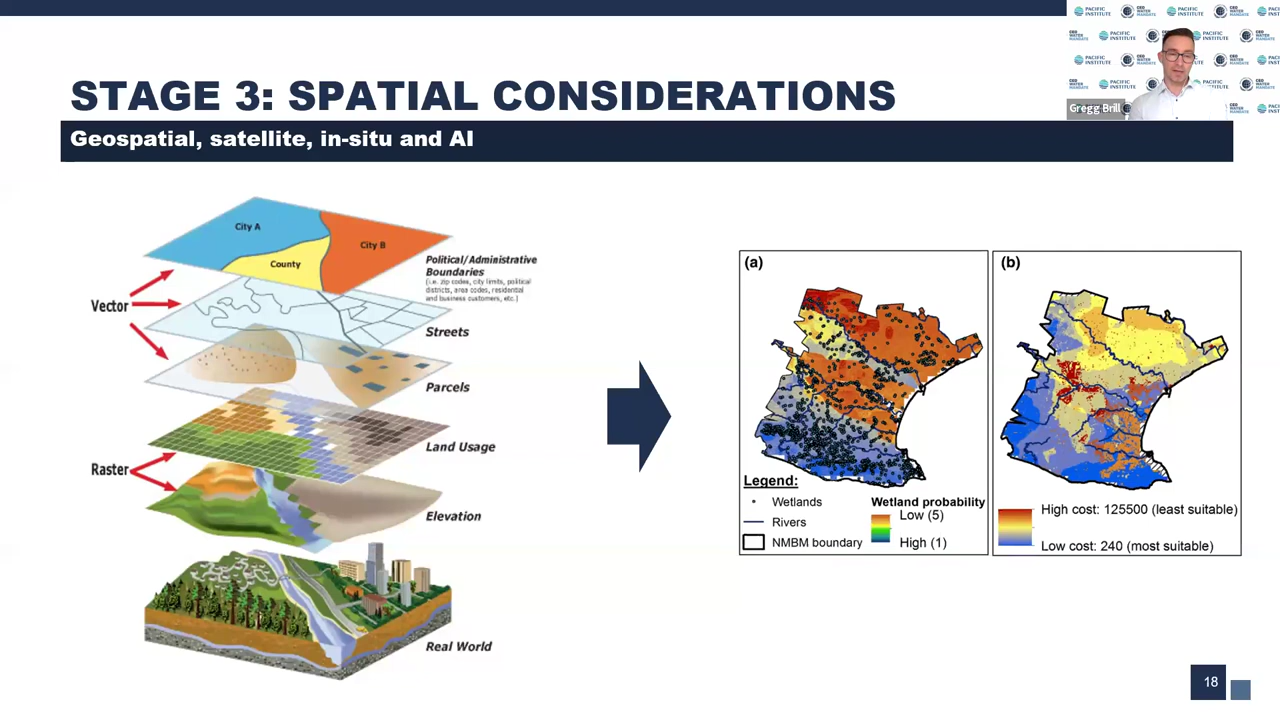 STAGE 3: SPATIAL CONSIDERATIONS
Geospatial, satellite, in-situ and AI
PACIFIC INSTITUTE
CEO WATER MANDATE
Gregg Brill
Vector
Raster
City A
City B
County
Political/Administrative
Boundaries
(i.e. zip codes, city limits, political
districts, area codes, residential
and business customers, etc.)
Streets
Parcels
Land Usage
Elevation
Real World
(a)
Legend:
Wetlands
Rivers
NMBM boundary
Wetland probability
Low (5)
High (1)
(b)
High cost: 125500 (least suitable)
Low cost: 240 (most suitable)
18